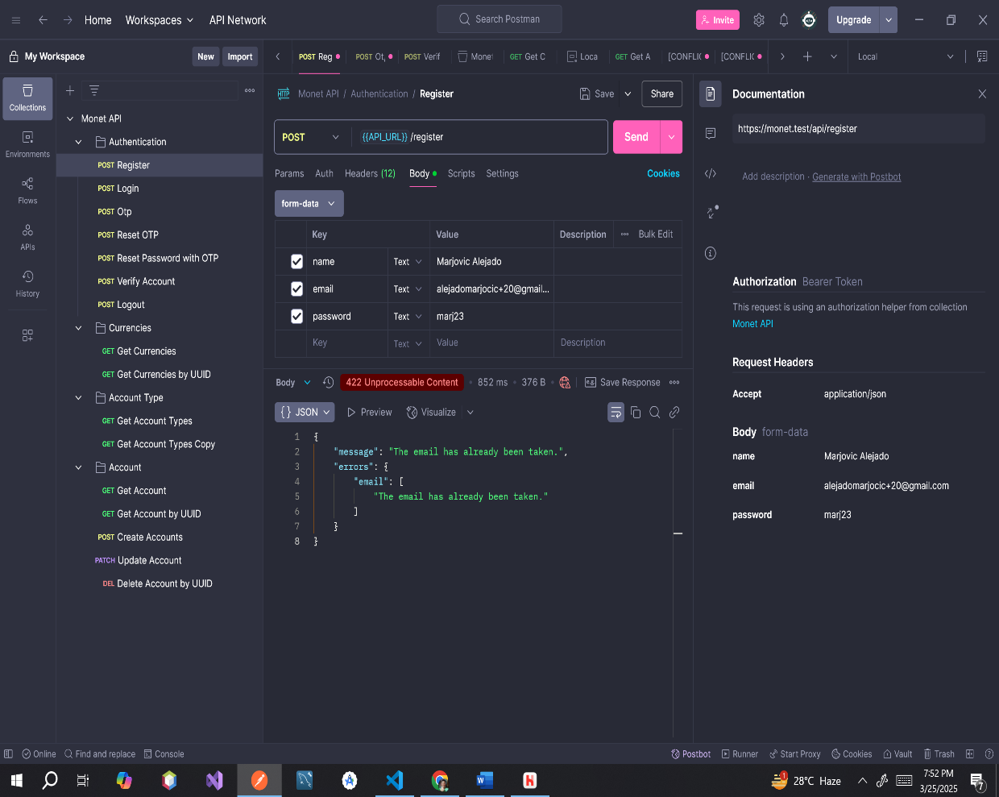 Home
Workspaces
API Network
Search Postman
Invite
Upgrade
My Workspace
New
Import
POST Reg
POST Ot
POST Verif
Monet
GET Get C
Loca
GET Get A
[CONFLIC
[CONFLIC
Local
Collections
Environments
Flows
APIs
History
Monet API
Authentication
POST Register
POST Login
POST Otp
POST Reset OTP
POST Reset Password with OTP
POST Verify Account
POST Logout
Currencies
GET Get Currencies
GET Get Currencies by UUID
Account Type
GET Get Account Types
GET Get Account Types Copy
Account
GET Get Account
GET Get Account by UUID
POST Create Accounts
PATCH Update Account
DEL Delete Account by UUID
HTTP Monet API / Authentication / Register
Save
Share
POST
{{API_URL}} /register
Send
Params Auth Headers (12) Body Scripts Settings
Cookies
form-data
Key Value Description Bulk Edit
name Text Marjovic Alejado
email Text alejadomarjocic+20@gmail...
password Text marj23
Key Text Value Description
Body 422 Unprocessable Content 852 ms 376 B Save Response
{} JSON Preview Visualize
1 {
2 "message": "The email has already been taken.",
3 "errors": {
4 "email": [
5 "The email has already been taken."
6 ]
7 }
8 }
Documentation
https://monet.test/api/register
Add description · Generate with Postbot
Authorization Bearer Token
This request is using an authorization helper from collection
Monet API
Request Headers
Accept application/json
Body form-data
name Marjovic Alejado
email alejadomarjocic+20@gmail.com
password marj23
Online Find and replace Console
Postbot Runner Start Proxy Cookies Vault Trash
1
28°C Haze
7:52 PM
3/25/2025
7